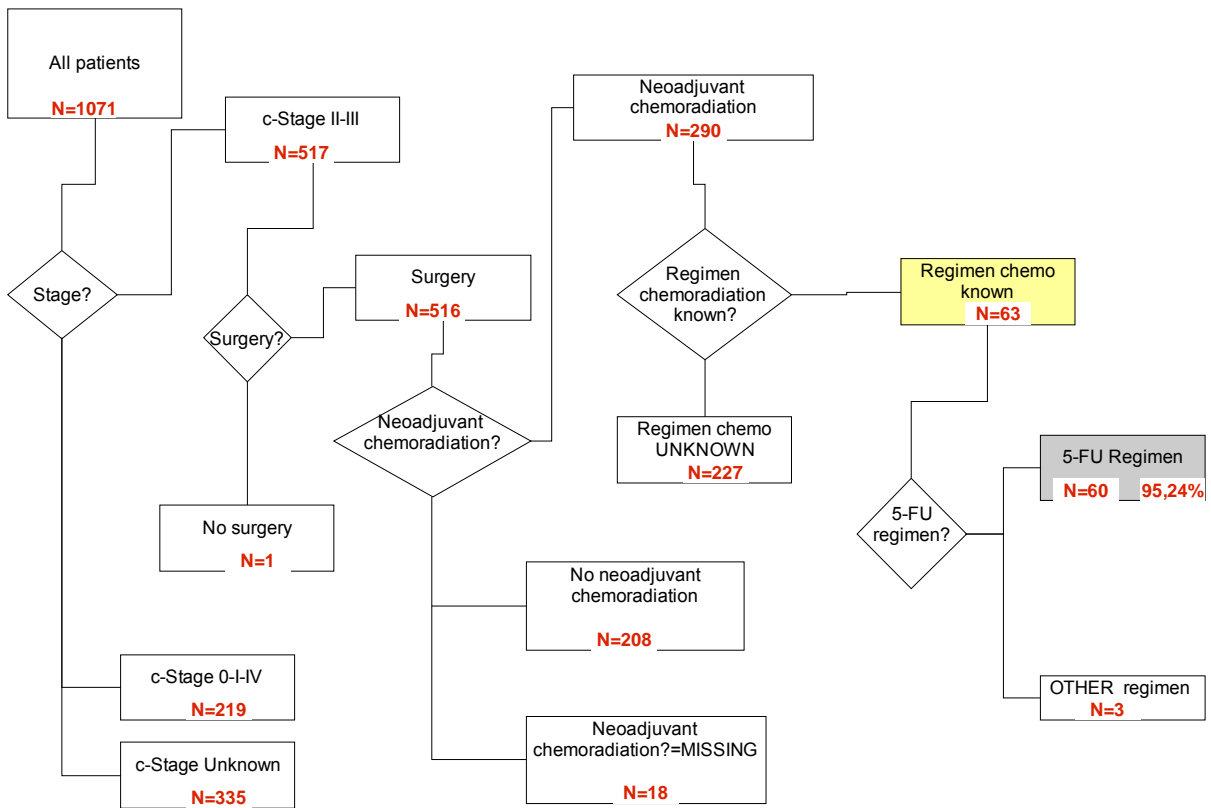 All patients
N=1071
c-Stage II-III
N=517
Stage?
Surgery?
No surgery
N=1
c-Stage 0-I-IV
N=219
c-Stage Unknown
N=335
Surgery
N=516
Neoadjuvant
chemoradiation?
Neoadjuvant
chemoradiation
N=290
Regimen
chemoradiation
known?
Regimen chemo
UNKNOWN
N=227
No neoadjuvant
chemoradiation
N=208
Neoadjuvant
chemoradiation?=MISSING
N=18
Regimen chemo
known
N=63
5-FU
regimen?
5-FU Regimen
N=60 95,24%
OTHER regimen
N=3